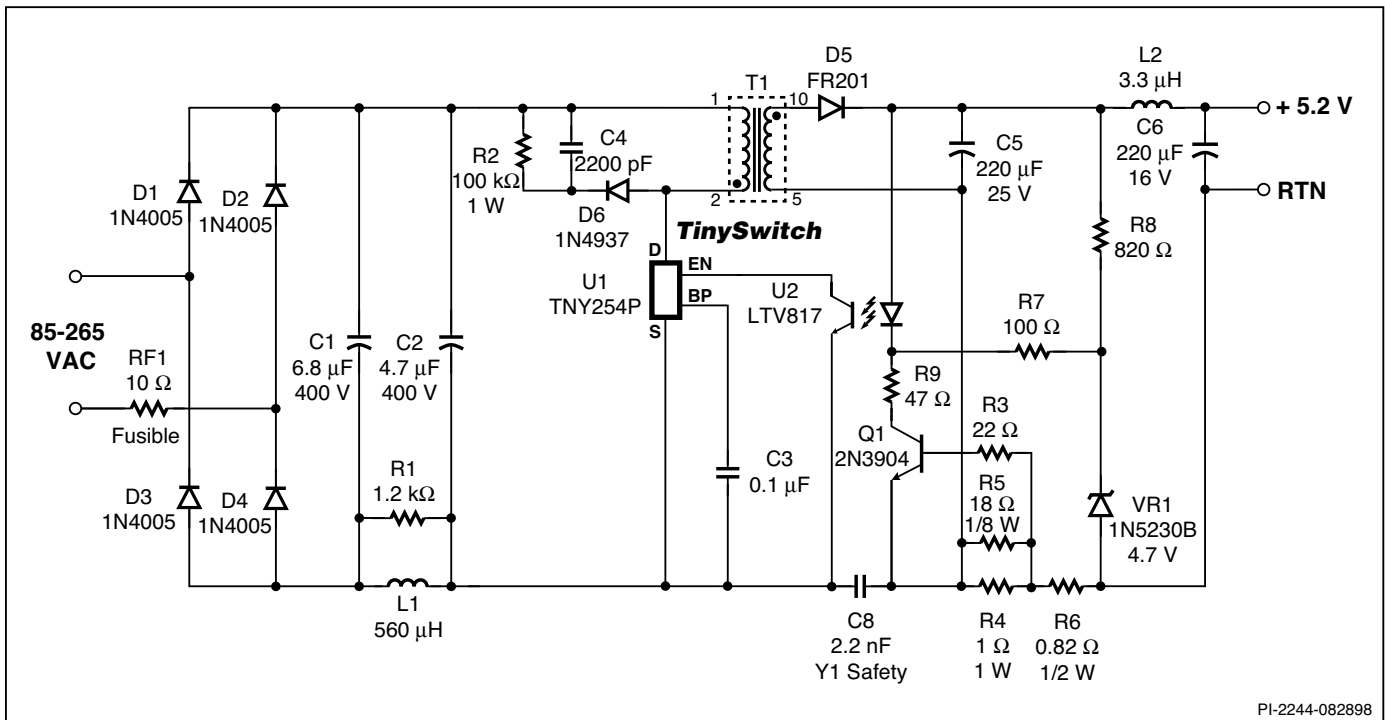 D5
FR201
L2
3.3 µH
T1
1
10
+ 5.2 V
C4
2200 pF
R2
100 kΩ
1 W
C5
220 µF
25 V
C6
220 µF
16 V
D1
1N4005
D2
1N4005
2
5
RTN
D6
1N4937
TinySwitch
R8
820 Ω
D
EN
BP
S
U1
TNY254P
U2
LTV817
R7
100 Ω
85-265
VAC
RF1
10 Ω
Fusible
C1
6.8 µF
400 V
C2
4.7 µF
400 V
R9
47 Ω
R3
22 Ω
Q1
2N3904
C3
0.1 µF
R1
1.2 kΩ
D3
1N4005
D4
1N4005
R5
18 Ω
1/8 W
VR1
1N5230B
4.7 V
L1
560 µH
C8
2.2 nF
Y1 Safety
R4
1 Ω
1 W
R6
0.82 Ω
1/2 W
PI-2244-082898